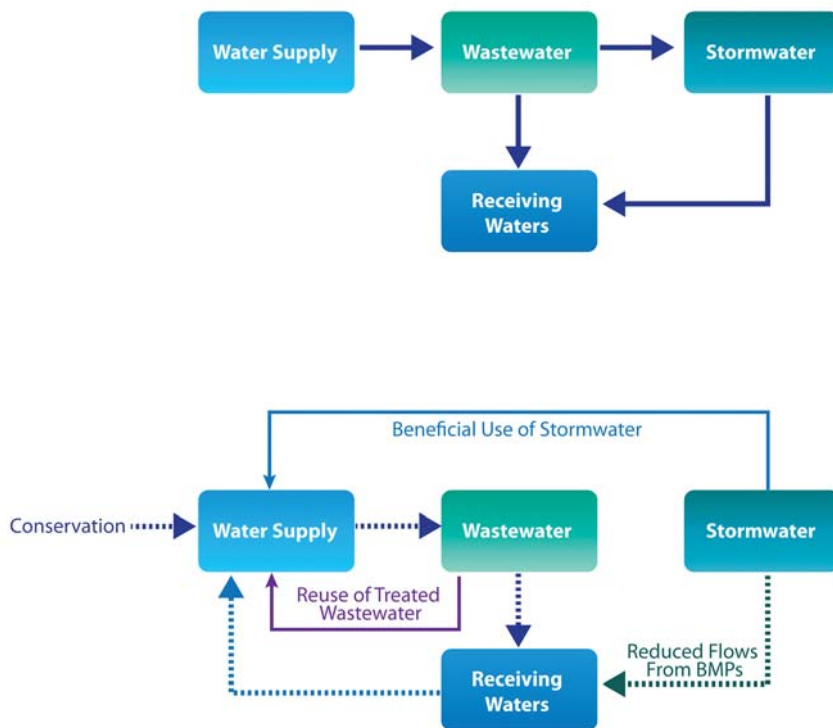 Water Supply
Wastewater
Stormwater
Receiving
Waters
Beneficial Use of Stormwater
Conservation
Water Supply
Wastewater
Stormwater
Reuse of Treated
Wastewater
Reduced Flows
From BMPs
Receiving
Waters